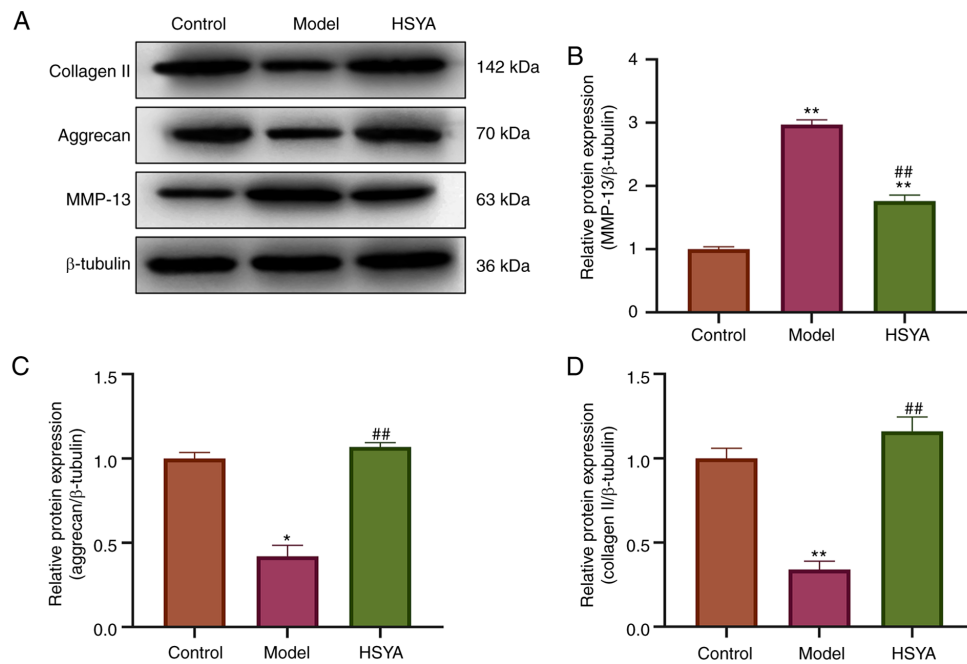 A
Control Model HSYA
Collagen II 142 kDa
Aggrecan 70 kDa
MMP-13 63 kDa
β-tubulin 36 kDa
B
Relative protein expression
(MMP-13/β-tubulin)
4
3
2
1
0
**
##
**
Control Model HSYA
C
Relative protein expression
(aggrecan/β-tubulin)
1.5
1.0
0.5
0.0
*
##
Control Model HSYA
D
Relative protein expression
(collagen II/β-tubulin)
1.5
1.0
0.5
0.0
**
##
Control Model HSYA